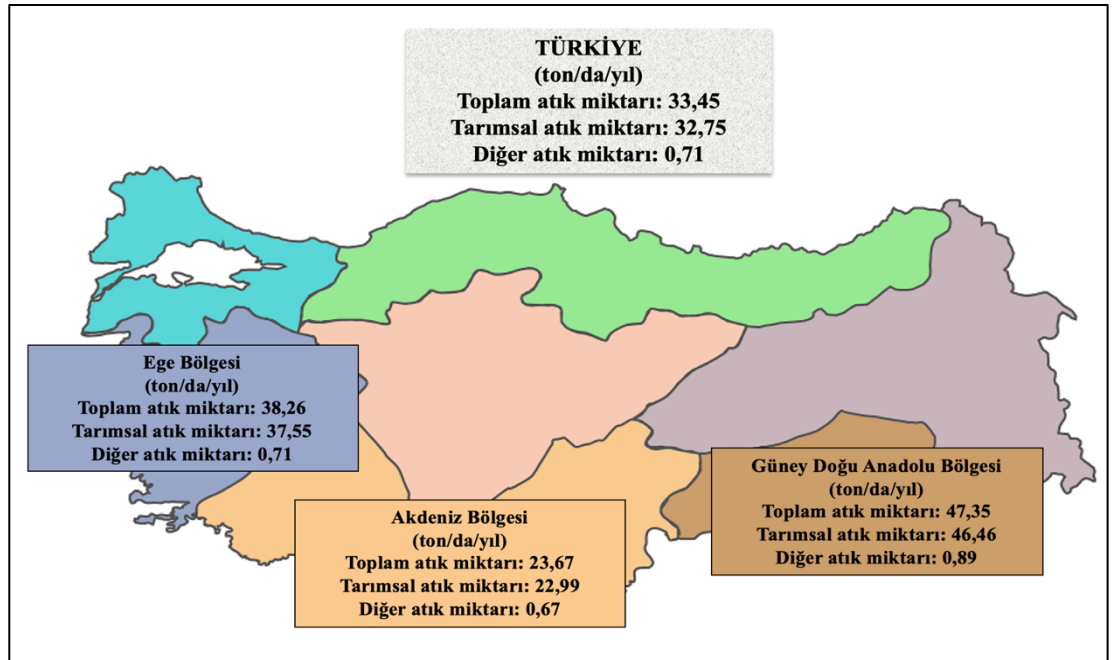 TÜRKİYE
(ton/da/yıl)
Toplam atık miktarı: 33,45
Tarımsal atık miktarı: 32,75
Diğer atık miktarı: 0,71
Ege Bölgesi
(ton/da/yıl)
Toplam atık miktarı: 38,26
Tarımsal atık miktarı: 37,55
Diğer atık miktarı: 0,71
Akdeniz Bölgesi
(ton/da/yıl)
Toplam atık miktarı: 23,67
Tarımsal atık miktarı: 22,99
Diğer atık miktarı: 0,67
Güney Doğu Anadolu Bölgesi
(ton/da/yıl)
Toplam atık miktarı: 47,35
Tarımsal atık miktarı: 46,46
Diğer atık miktarı: 0,89